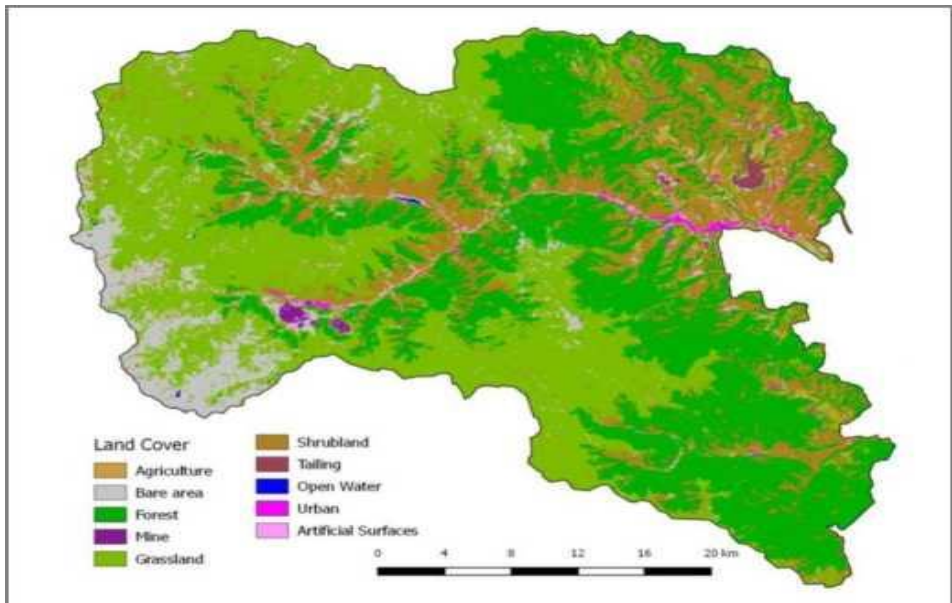 Land Cover
Agriculture
Bare area
Forest
Mine
Grassland
Shrubland
Tailing
Open Water
Urban
Artificial Surfaces
0 4 8 12 16 20 km